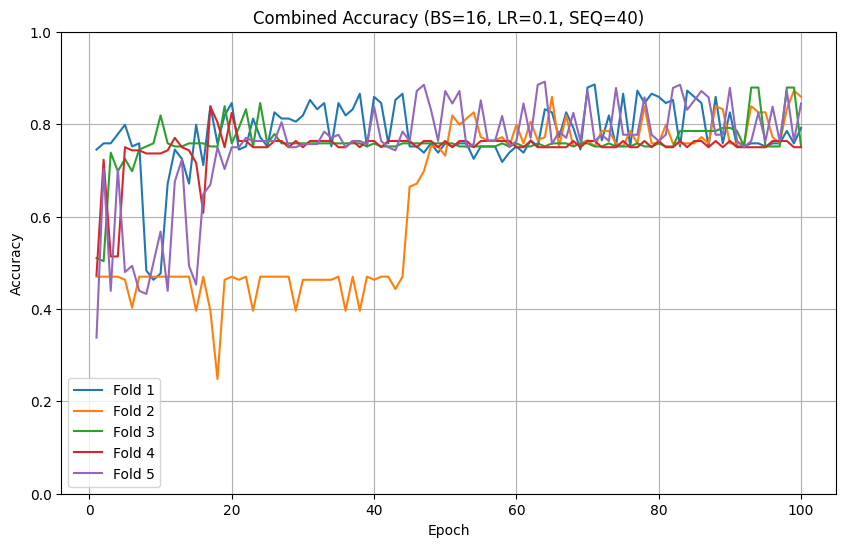 Combined Accuracy (BS=16, LR=0.1, SEQ=40)
1.0
0.8
0.6
0.4
0.2
0.0
Accuracy
Fold 1
Fold 2
Fold 3
Fold 4
Fold 5
0 20 40 60 80 100
Epoch